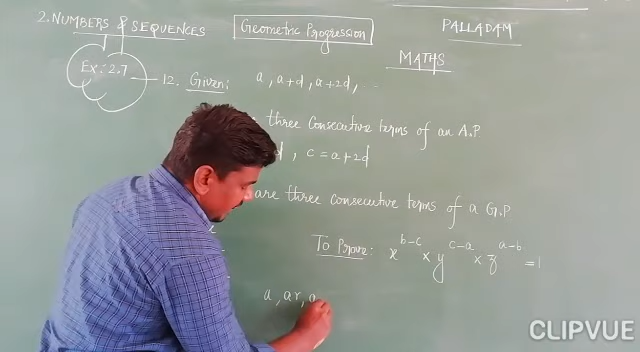 2. NUMBERS & SEQUENCES
Geometric Progression
PALLADAM
MATHS
Ex: 2.7
12. Given: a, a+d, a+2d,
three Consecutive terms of an A.P
d, c = a+2d
are three consecutive terms of a G.P
To Prove: x^{b-c} × y^{c-a} × z^{a-b} = 1
a, ar, a
CLIPVUE